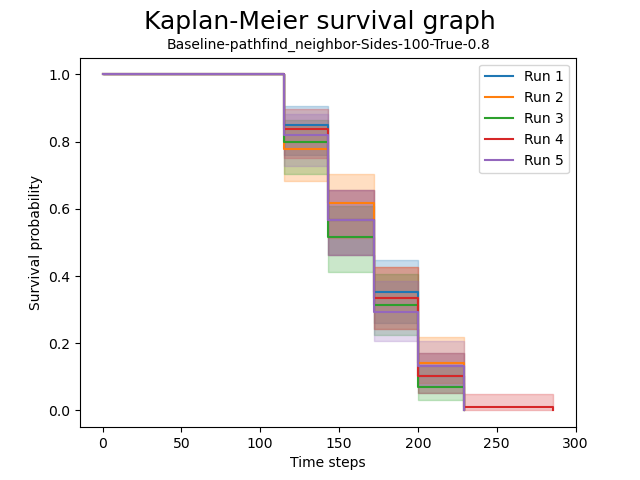 Kaplan-Meier survival graph
Baseline-pathfind_neighbor-Sides-100-True-0.8
Run 1
Run 2
Run 3
Run 4
Run 5
Survival probability
1.0
0.8
0.6
0.4
0.2
0.0
0 50 100 150 200 250 300
Time steps